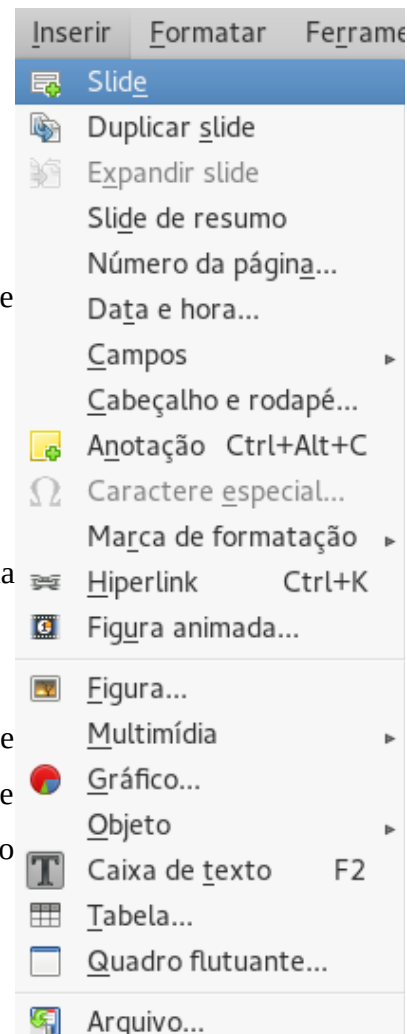 Inserir Formatar Ferrame
Slide
Duplicar slide
Expandir slide
Slide de resumo
Número da página...
e
Data e hora...
Campos
Cabeçalho e rodapé...
Anotação Ctrl+Alt+C
Caractere especial...
Marca de formatação
a
Hiperlink Ctrl+K
Figura animada...
Figura...
e
Multimídia
e
Gráfico...
Objeto
o
Caixa de texto F2
Tabela...
Quadro flutuante...
Arquivo...